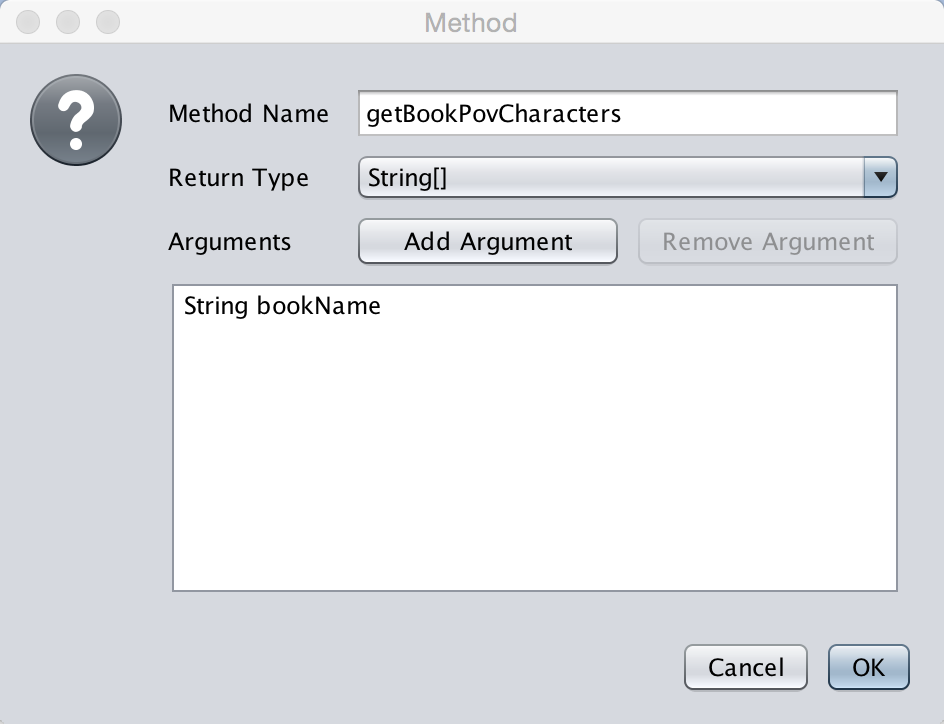 Method
Method Name getBookPovCharacters
Return Type String[]
Arguments Add Argument Remove Argument
String bookName
Cancel OK